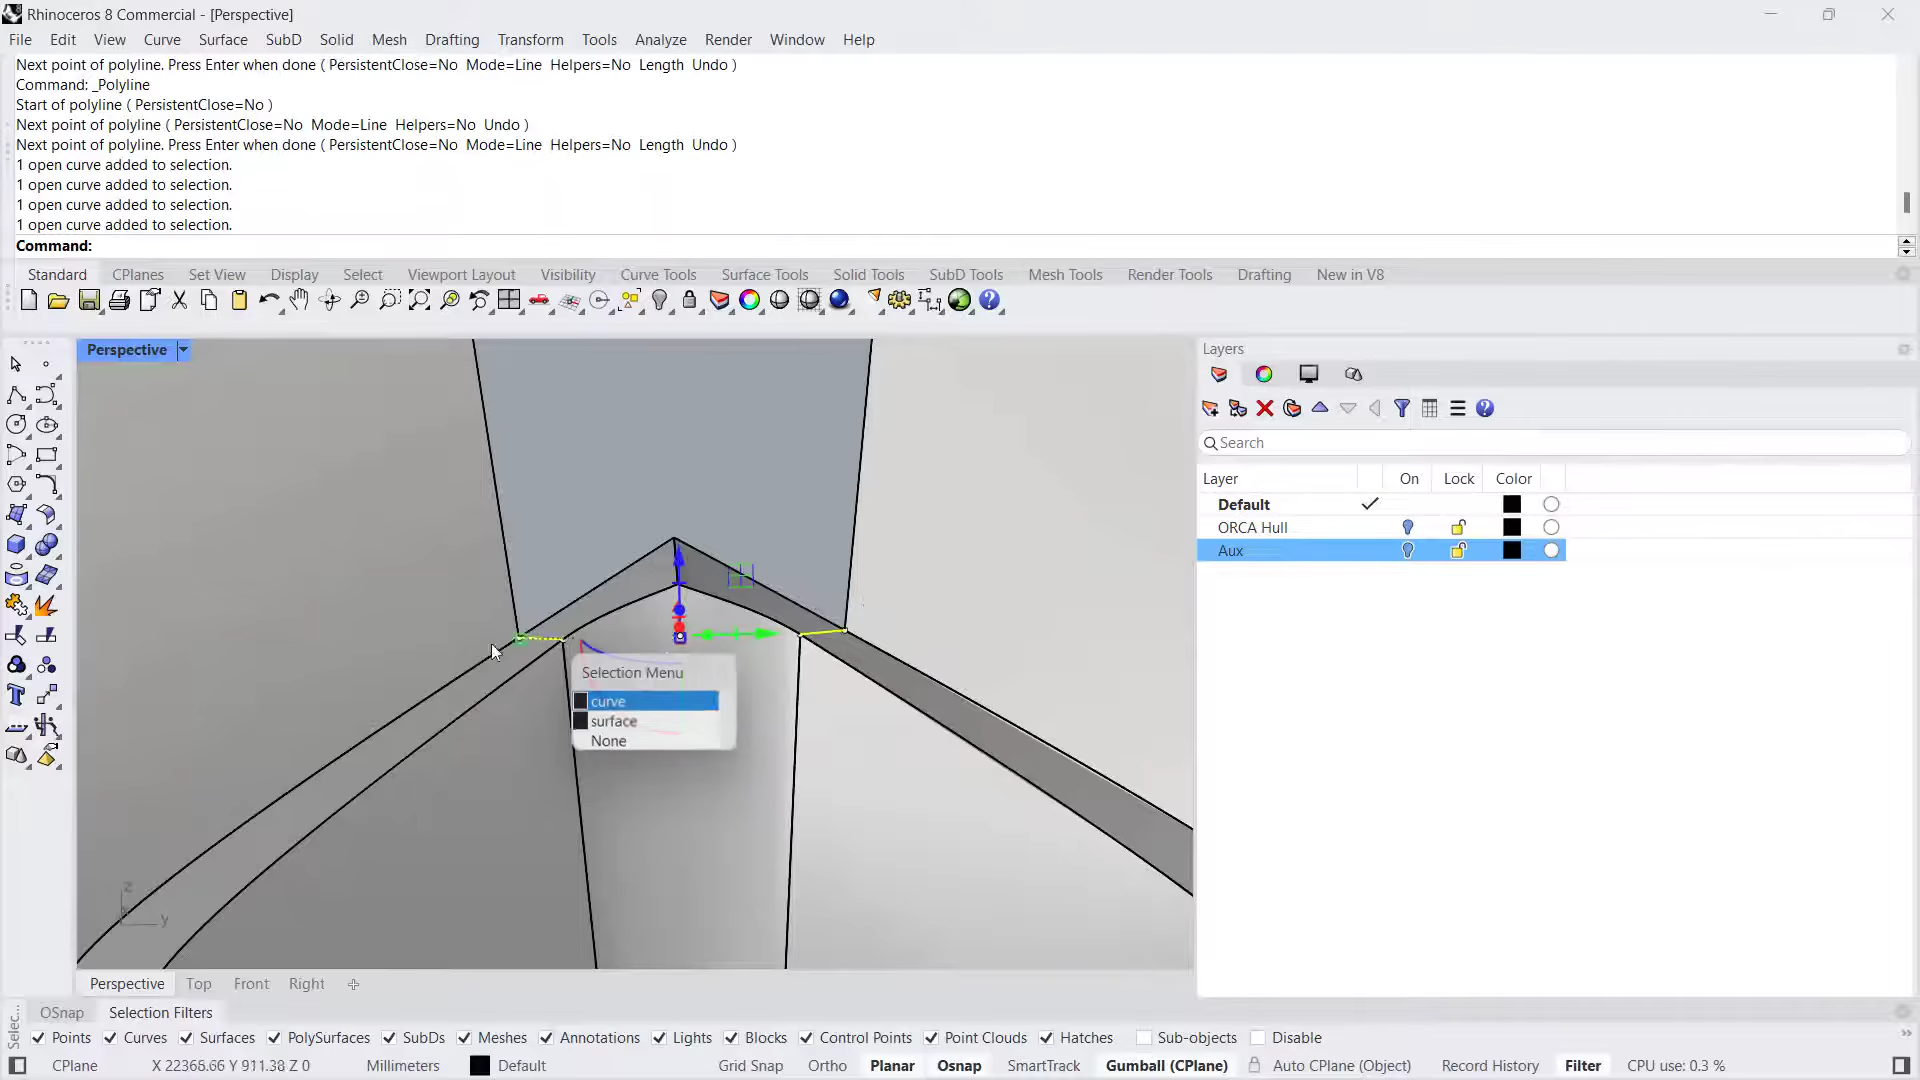 Rhinoceros 8 Commercial - [Perspective]
File Edit View Curve Surface SubD Solid Mesh Drafting Transform Tools Analyze Render Window Help
Next point of polyline. Press Enter when done ( PersistentClose=No Mode=Line Helpers=No Length Undo )
Command: _Polyline
Start of polyline ( PersistentClose=No )
Next point of polyline ( PersistentClose=No Mode=Line Helpers=No Undo )
Next point of polyline. Press Enter when done ( PersistentClose=No Mode=Line Helpers=No Length Undo )
1 open curve added to selection.
1 open curve added to selection.
1 open curve added to selection.
1 open curve added to selection.
Command:
Standard CPlanes Set View Display Select Viewport Layout Visibility Curve Tools Surface Tools Solid Tools SubD Tools Mesh Tools Render Tools Drafting New in V8
Perspective
Layers
Search
Layer On Lock Color
Default
ORCA Hull
Aux
Selection Menu
curve
surface
None
z
y
Perspective Top Front Right
Selec...
OSnap Selection Filters
Points Curves Surfaces PolySurfaces SubDs Meshes Annotations Lights Blocks Control Points Point Clouds Hatches Sub-objects Disable
CPlane X 22366.66 Y 911.38 Z 0 Millimeters Default Grid Snap Ortho Planar Osnap SmartTrack Gumball (CPlane) Auto CPlane (Object) Record History Filter CPU use: 0.3 %